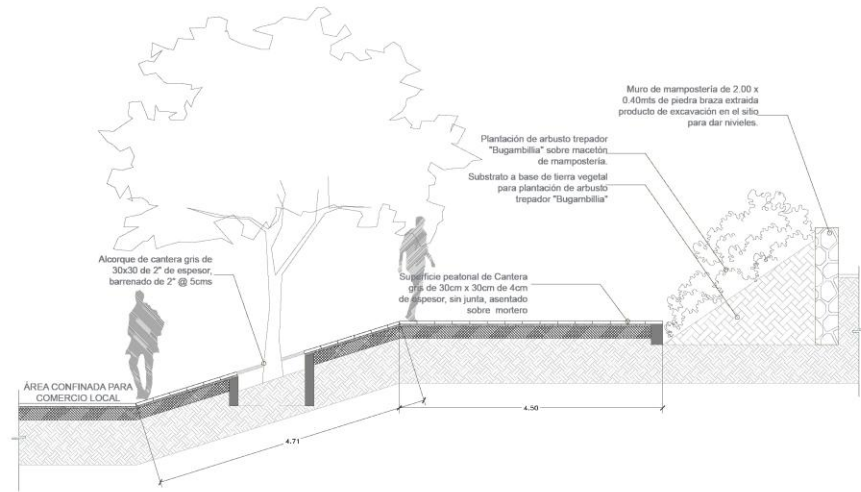 Muro de mampostería de 2.00 x
0.40mts de piedra braza extraida
producto de excavación en el sitio
para dar nivieles.
Plantación de arbusto trepador
"Bugambillia" sobre macetón
de mampostería.
Substrato a base de tierra vegetal
para plantación de arbusto
trepador "Bugambillia"
Alcorque de cantera gris de
30x30 de 2" de espesor,
barrenado de 2" @ 5cms
Superficie peatonal de Cantera
gris de 30cm x 30cm de 4cm
de espesor, sin junta, asentado
sobre mortero
ÁREA CONFINADA PARA
COMERCIO LOCAL
4.71
4.50